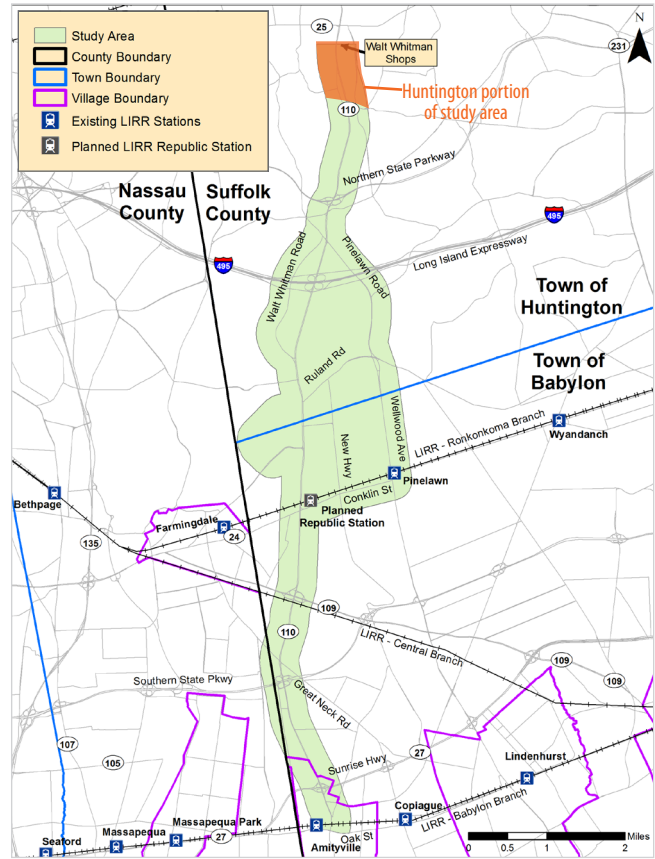 Study Area
County Boundary
Town Boundary
Village Boundary
Existing LIRR Stations
Planned LIRR Republic Station
25
Walt Whitman
Shops
N
231
Huntington portion
of study area
110
Northern State Parkway
Nassau
County
Suffolk
County
495
495
Long Island Expressway
Walt Whitman Road
Pinelawn Road
Town of
Huntington
Town of
Babylon
Ruland Rd
Wellwood Ave
New Hwy
LIRR - Ronkonkoma Branch
Wyandanch
Pinelawn
Conklin St
Planned
Republic Station
Bethpage
Farmingdale
24
135
109
110
LIRR - Central Branch
109
109
Southern State Pkwy
Great Neck Rd
107
105
Sunrise Hwy
27
Lindenhurst
Copiague
LIRR - Babylon Branch
Massapequa Park
Massapequa
Seaford
27
Amityville
Oak St
0
0.5
1
2
Miles